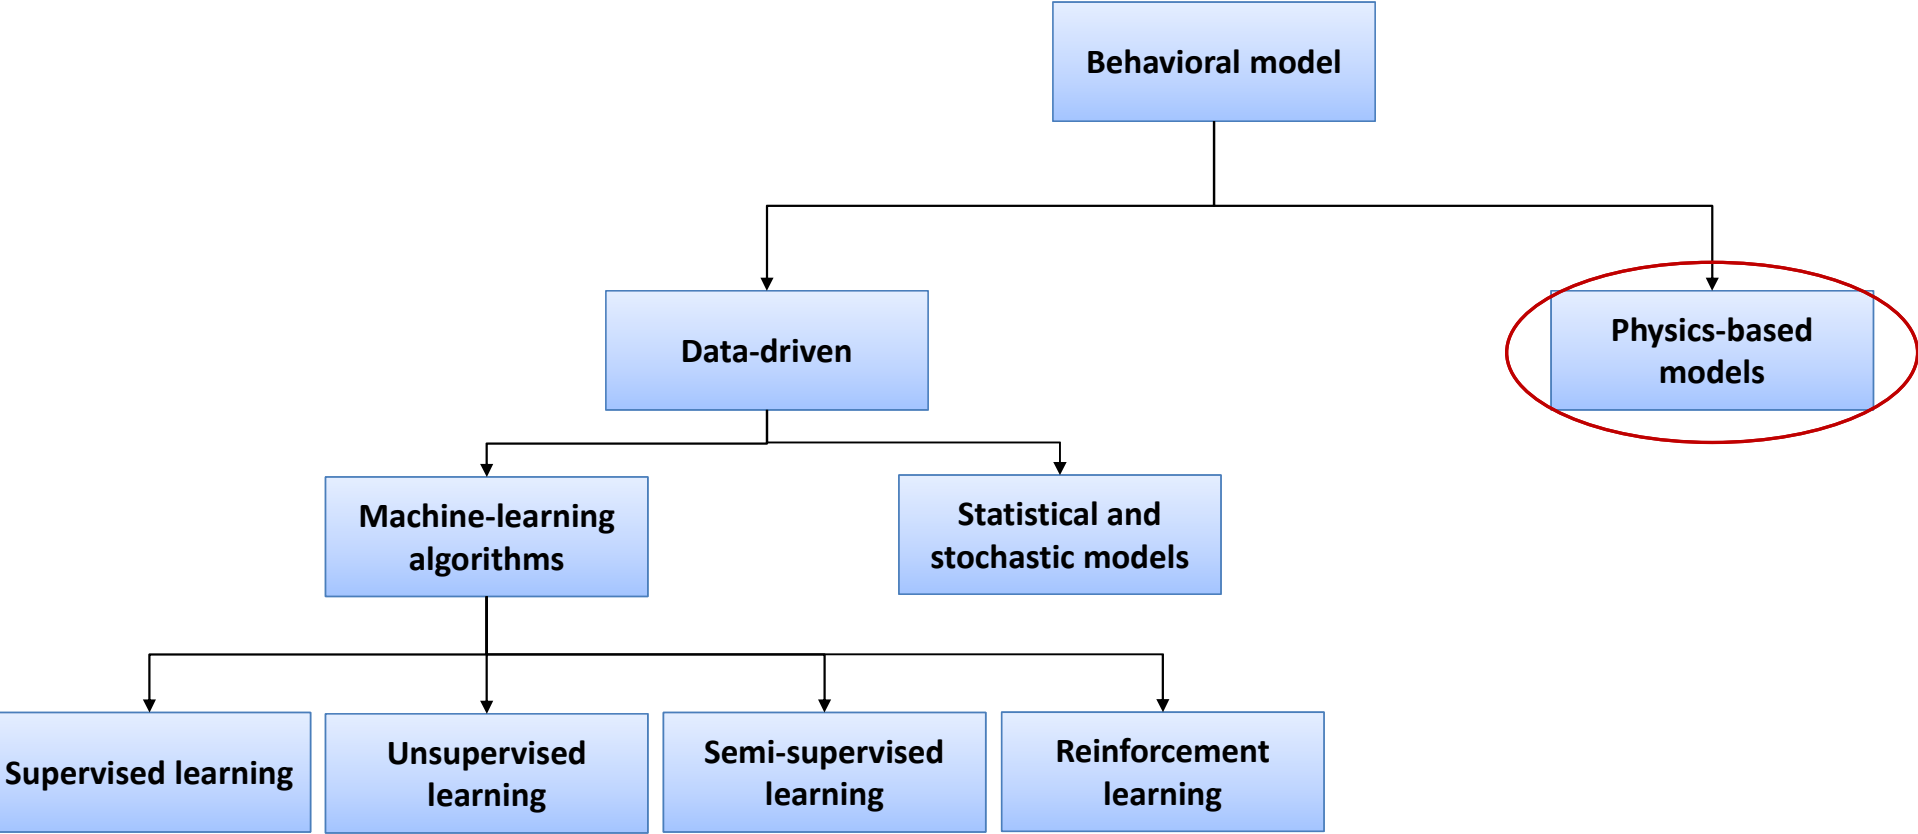 Behavioral model
Data-driven
Physics-based
models
Machine-learning
algorithms
Statistical and
stochastic models
Supervised learning
Unsupervised
learning
Semi-supervised
learning
Reinforcement
learning